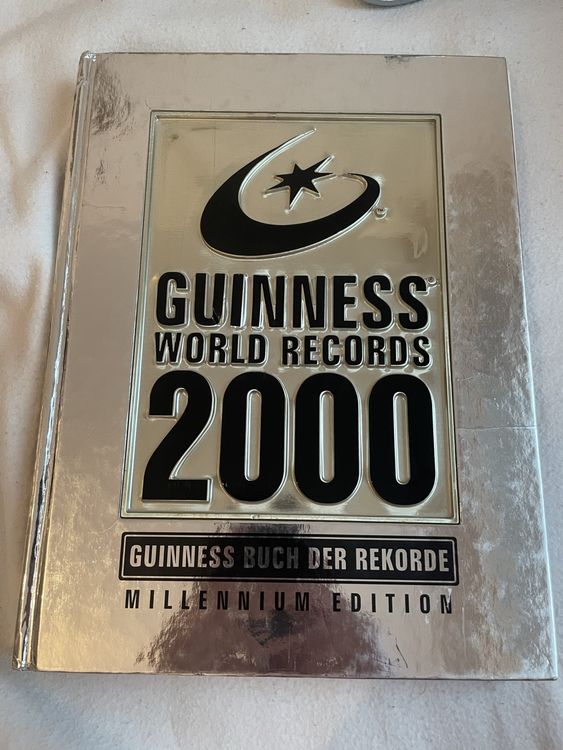 GUINNESS®
WORLD RECORDS
2000
GUINNESS BUCH DER REKORDE
MILLENNIUM EDITION